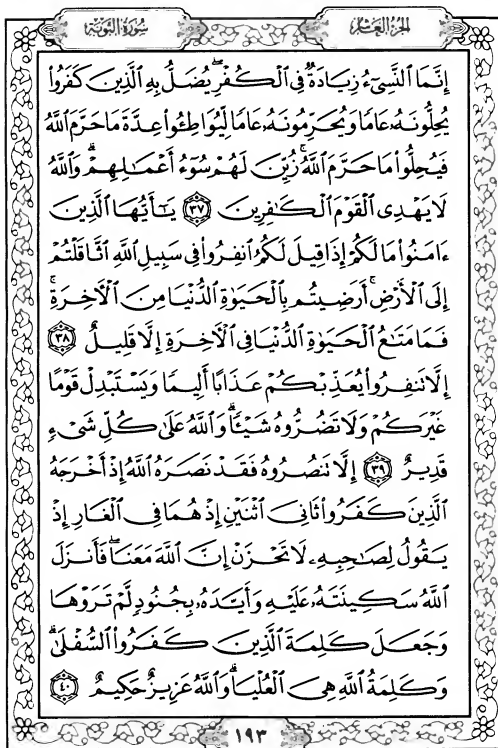 الجزء العاشر
سورة التوبة
إِنَّمَا ٱلنَّسِيٓءُ زِيَادَةٌ فِى ٱلْكُفْرِ ۖ يُضَلُّ بِهِ ٱلَّذِينَ كَفَرُوا۟
يُحِلُّونَهُۥ عَامًا وَيُحَرِّمُونَهُۥ عَامًا لِّيُوَاطِـُٔوا۟ عِدَّةَ مَا حَرَّمَ ٱللَّهُ
فَيُحِلُّوا۟ مَا حَرَّمَ ٱللَّهُ ۚ زُيِّنَ لَهُمْ سُوٓءُ أَعْمَـٰلِهِمْ ۗ وَٱللَّهُ
لَا يَهْدِى ٱلْقَوْمَ ٱلْكَـٰفِرِينَ ٣٧ يَـٰٓأَيُّهَا ٱلَّذِينَ
ءَامَنُوا۟ مَا لَكُمْ إِذَا قِيلَ لَكُمُ ٱنفِرُوا۟ فِى سَبِيلِ ٱللَّهِ ٱثَّاقَلْتُمْ
إِلَى ٱلْأَرْضِ ۚ أَرَضِيتُم بِٱلْحَيَوٰةِ ٱلدُّنْيَا مِنَ ٱلْـَٔاخِرَةِ ۚ
فَمَا مَتَـٰعُ ٱلْحَيَوٰةِ ٱلدُّنْيَا فِى ٱلْـَٔاخِرَةِ إِلَّا قَلِيلٌ ٣٨
إِلَّا تَنفِرُوا۟ يُعَذِّبْكُمْ عَذَابًا أَلِيمًا وَيَسْتَبْدِلْ قَوْمًا
غَيْرَكُمْ وَلَا تَضُرُّوهُ شَيْـًٔا ۗ وَٱللَّهُ عَلَىٰ كُلِّ شَىْءٍ
قَدِيرٌ ٣٩ إِلَّا تَنصُرُوهُ فَقَدْ نَصَرَهُ ٱللَّهُ إِذْ أَخْرَجَهُ
ٱلَّذِينَ كَفَرُوا۟ ثَانِىَ ٱثْنَيْنِ إِذْ هُمَا فِى ٱلْغَارِ إِذْ
يَقُولُ لِصَـٰحِبِهِۦ لَا تَحْزَنْ إِنَّ ٱللَّهَ مَعَنَا ۖ فَأَنزَلَ
ٱللَّهُ سَكِينَتَهُۥ عَلَيْهِ وَأَيَّدَهُۥ بِجُنُودٍ لَّمْ تَرَوْهَا
وَجَعَلَ كَلِمَةَ ٱلَّذِينَ كَفَرُوا۟ ٱلسُّفْلَىٰ ۗ
وَكَلِمَةُ ٱللَّهِ هِىَ ٱلْعُلْيَا ۗ وَٱللَّهُ عَزِيزٌ حَكِيمٌ ٤٠
١٩٣